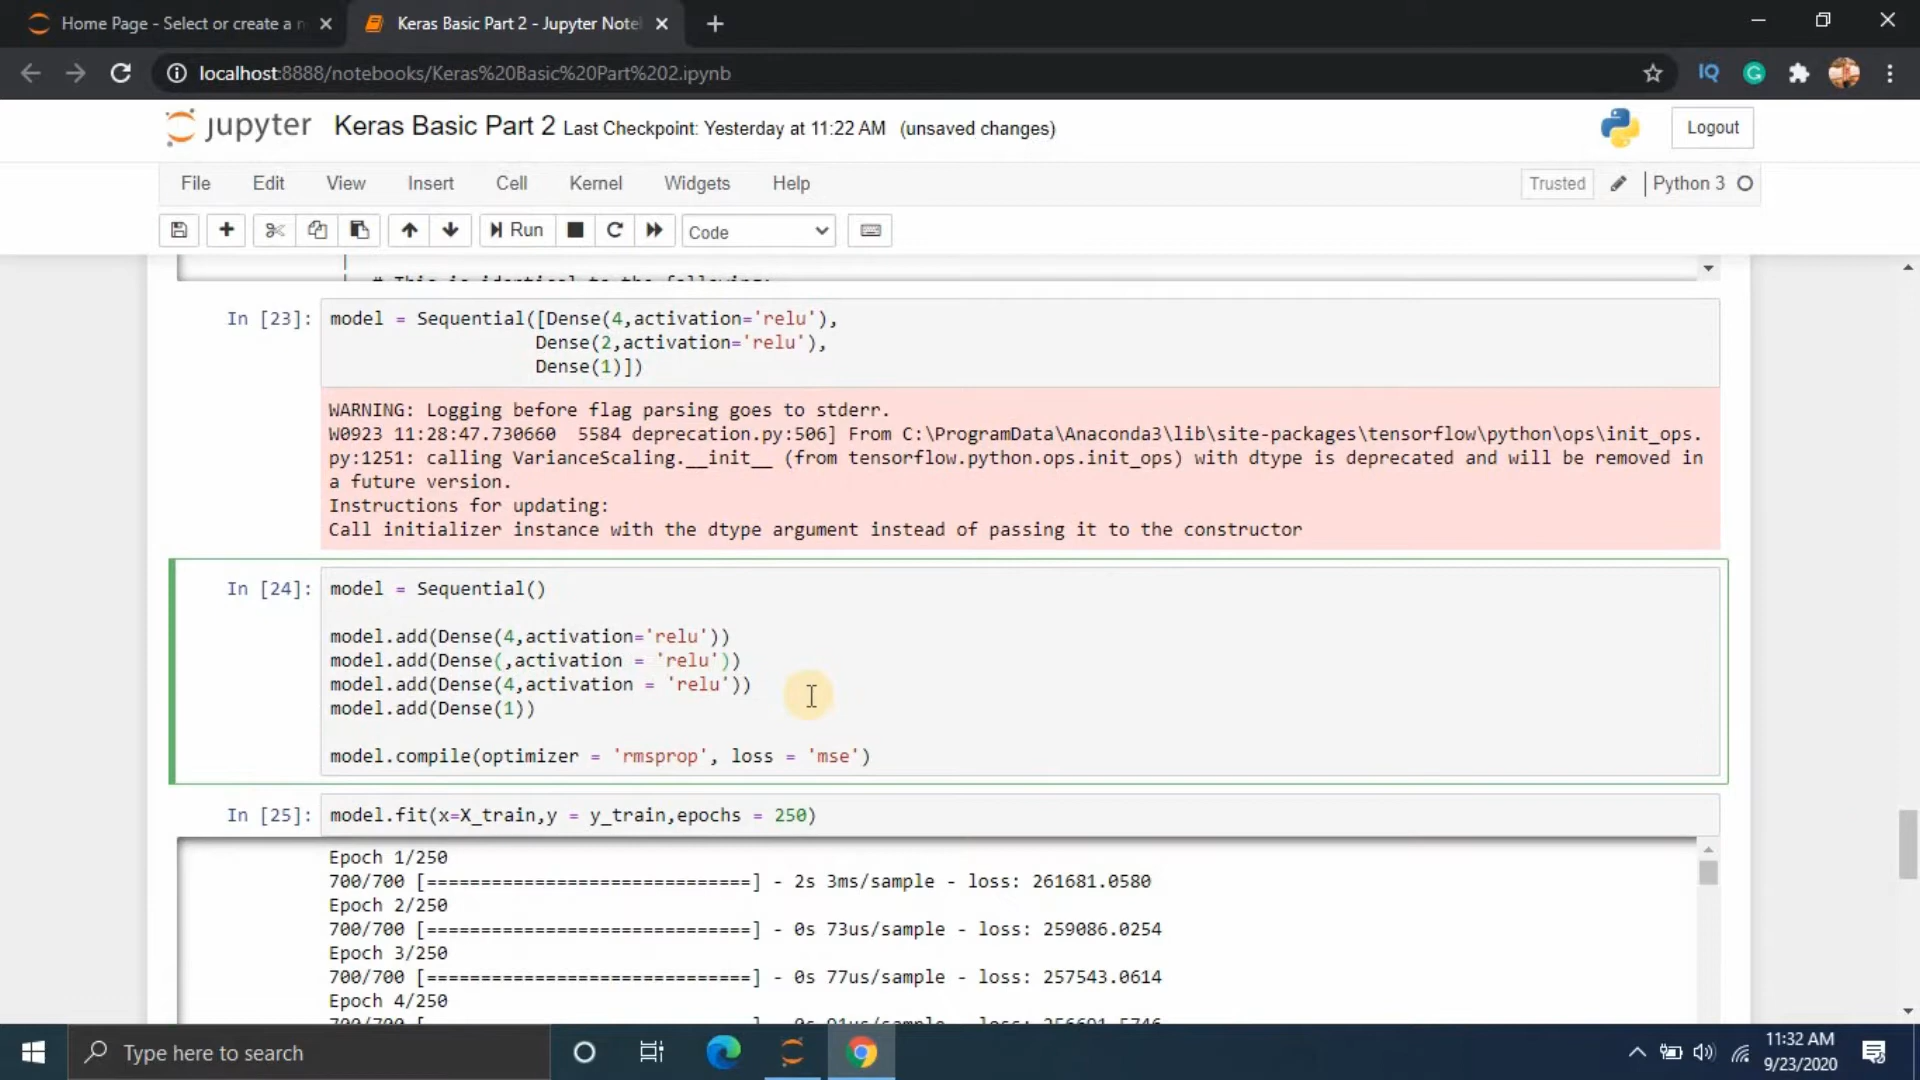 Home Page - Select or create a n
Keras Basic Part 2 - Jupyter Note
localhost:8888/notebooks/Keras%20Basic%20Part%202.ipynb
IQ
jupyter Keras Basic Part 2 Last Checkpoint: Yesterday at 11:22 AM (unsaved changes)
Logout
File Edit View Insert Cell Kernel Widgets Help
Trusted Python 3
Run Code
# This is identical to the following:
In [23]: model = Sequential([Dense(4,activation='relu'),
Dense(2,activation='relu'),
Dense(1)])
WARNING: Logging before flag parsing goes to stderr.
W0923 11:28:47.730660 5584 deprecation.py:506] From C:\ProgramData\Anaconda3\lib\site-packages\tensorflow\python\ops\init_ops.
py:1251: calling VarianceScaling.__init__ (from tensorflow.python.ops.init_ops) with dtype is deprecated and will be removed in
a future version.
Instructions for updating:
Call initializer instance with the dtype argument instead of passing it to the constructor
In [24]: model = Sequential()
model.add(Dense(4,activation='relu'))
model.add(Dense(,activation = 'relu'))
model.add(Dense(4,activation = 'relu'))
model.add(Dense(1))
model.compile(optimizer = 'rmsprop', loss = 'mse')
In [25]: model.fit(x=X_train,y = y_train,epochs = 250)
Epoch 1/250
700/700 [==============================] - 2s 3ms/sample - loss: 261681.0580
Epoch 2/250
700/700 [==============================] - 0s 73us/sample - loss: 259086.0254
Epoch 3/250
700/700 [==============================] - 0s 77us/sample - loss: 257543.0614
Epoch 4/250
Type here to search
11:32 AM
9/23/2020